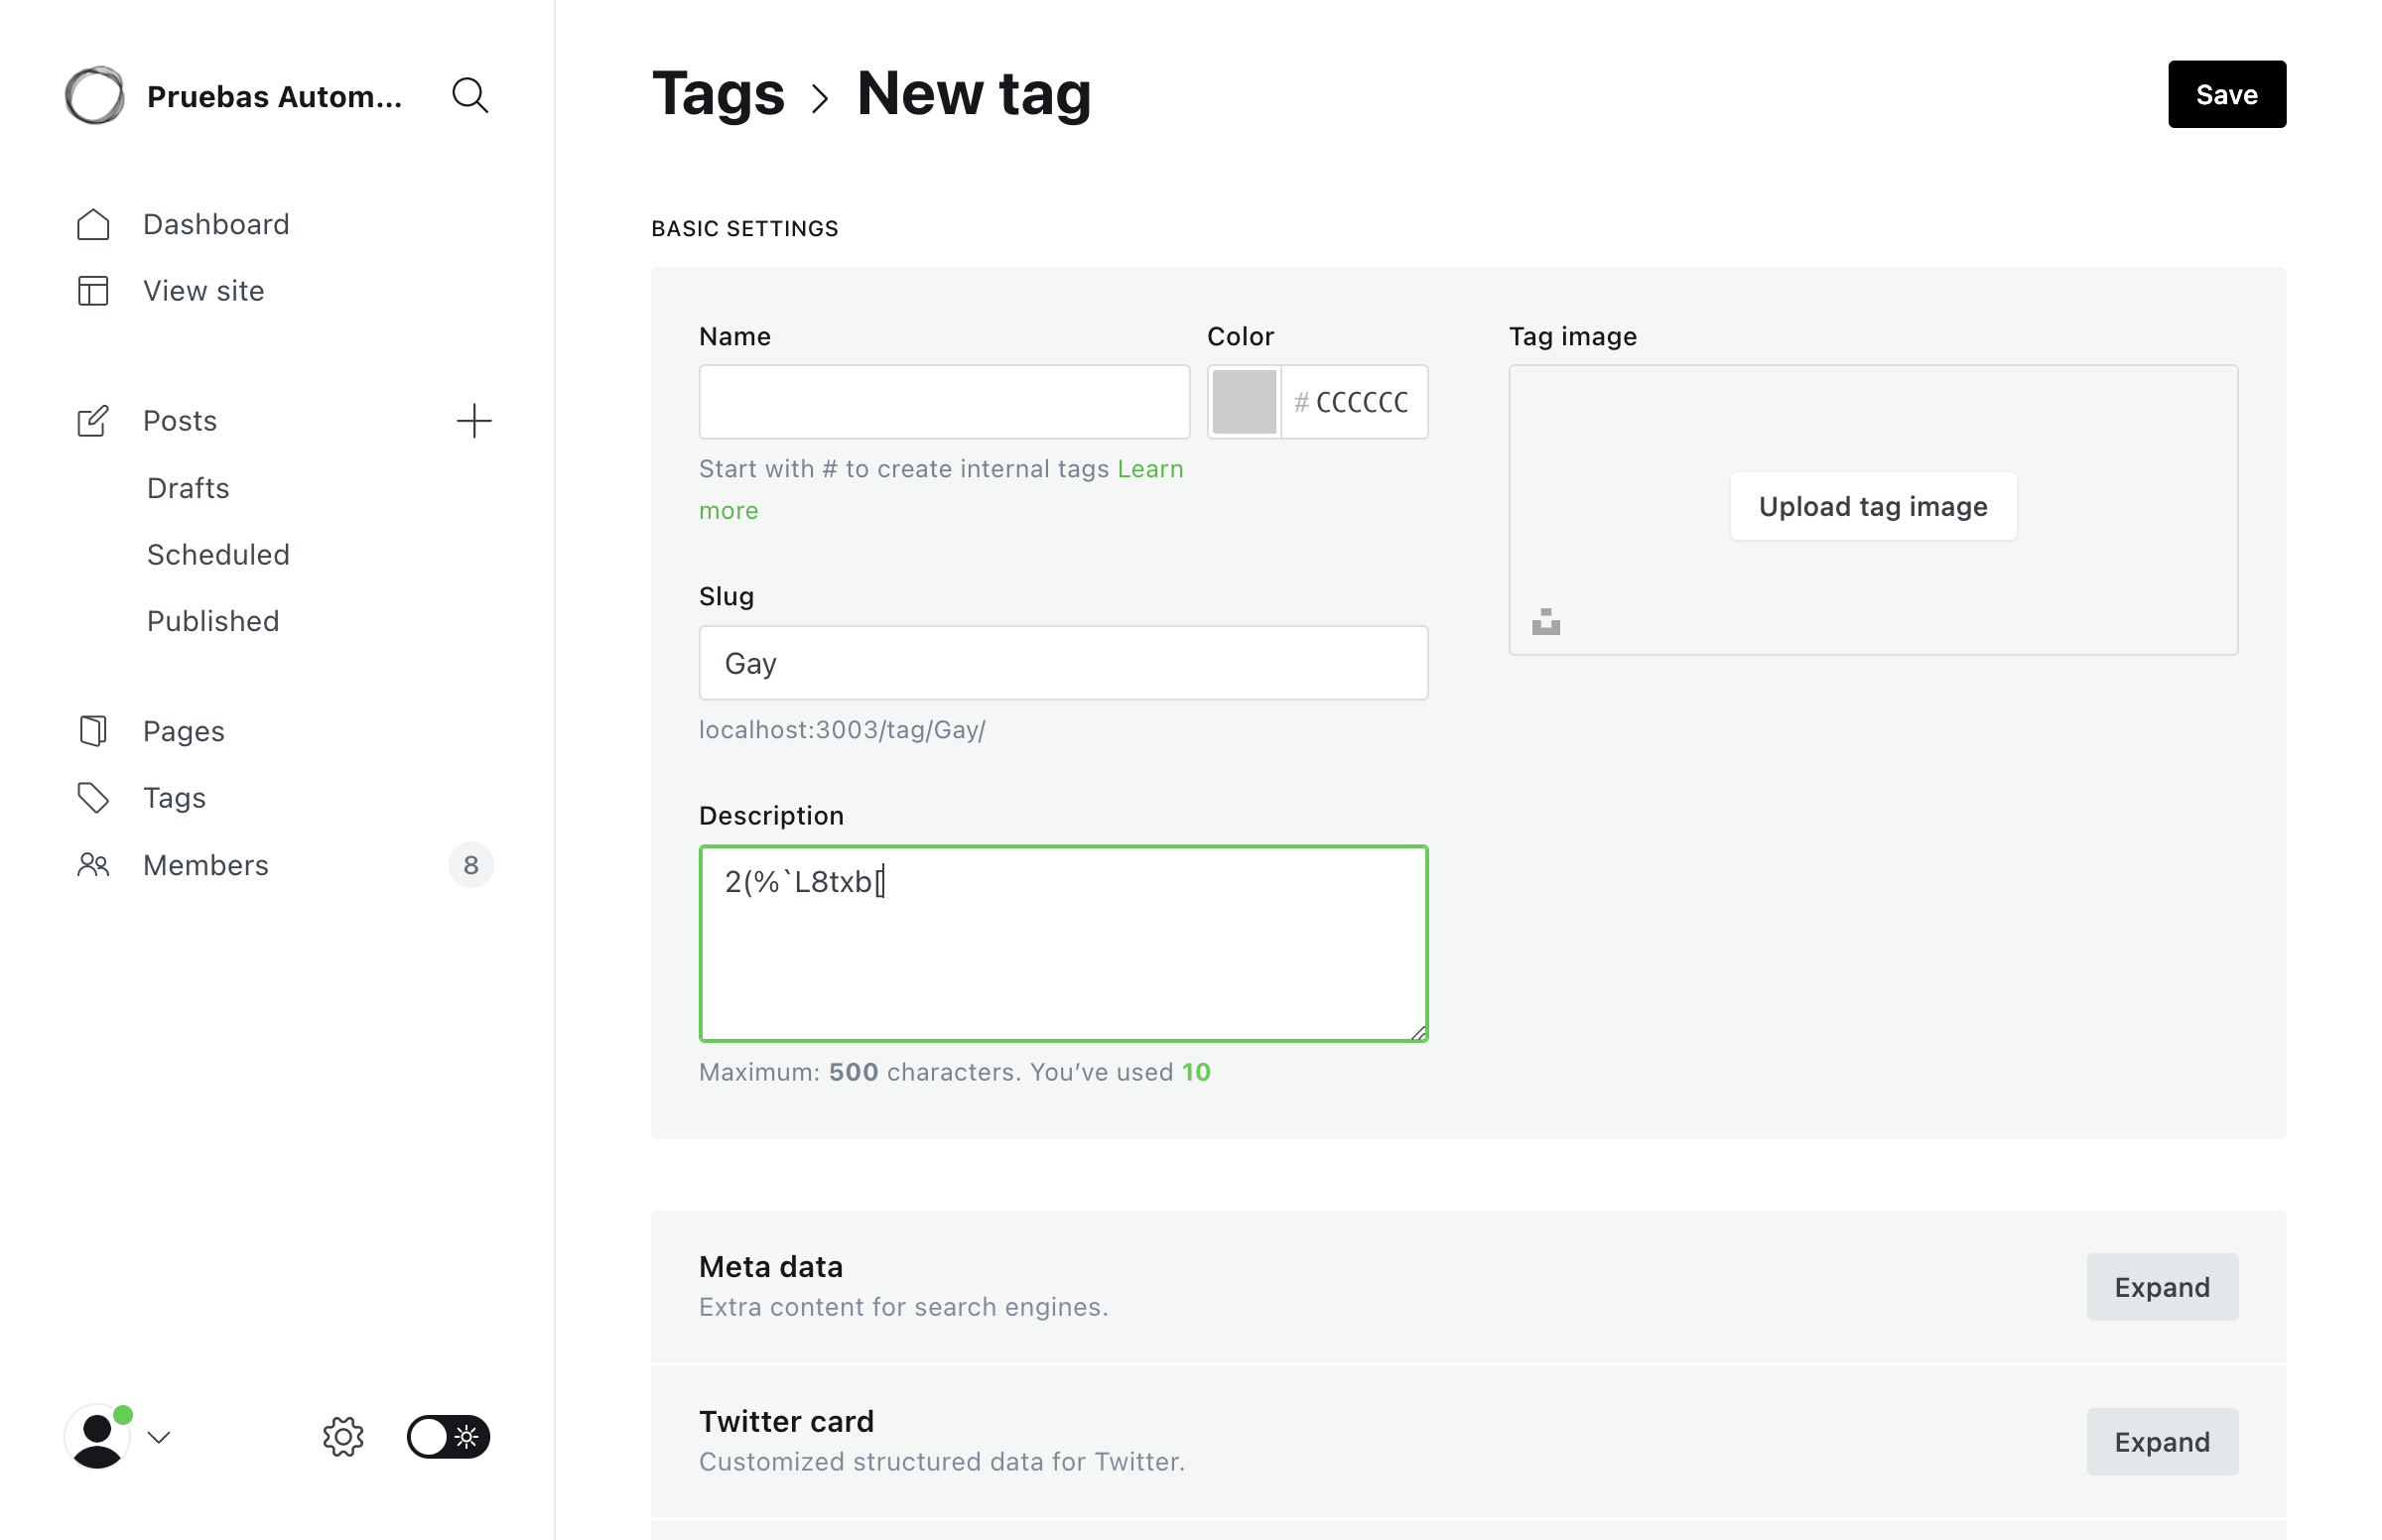 Pruebas Autom...
Dashboard
View site
Posts
Drafts
Scheduled
Published
Pages
Tags
Members 8
Tags > New tag
Save
BASIC SETTINGS
Name
Color
# CCCCCC
Start with # to create internal tags Learn
more
Slug
Gay
localhost:3003/tag/Gay/
Description
2(%`L8txb[
Maximum: 500 characters. You’ve used 10
Tag image
Upload tag image
Meta data
Extra content for search engines.
Expand
Twitter card
Customized structured data for Twitter.
Expand